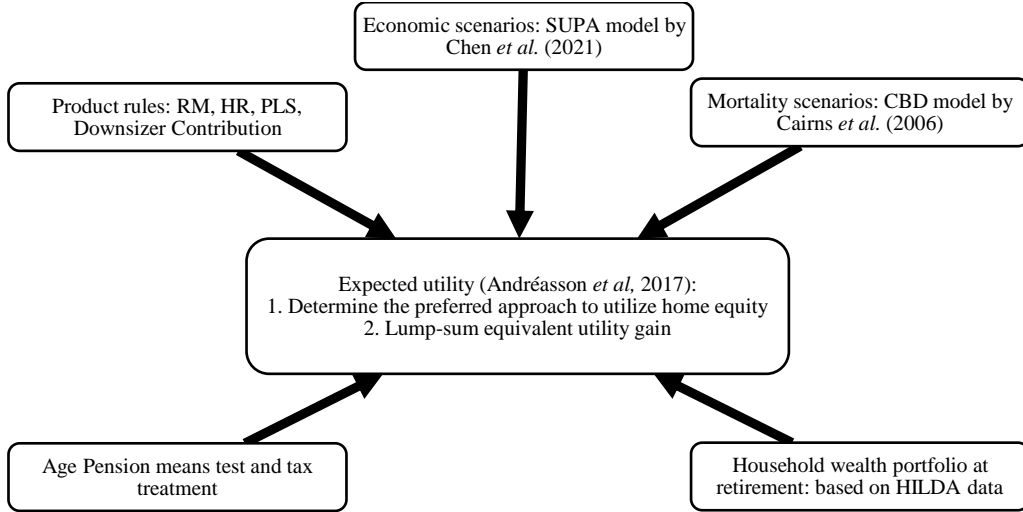 Economic scenarios: SUPA model by
Chen et al. (2021)
Product rules: RM, HR, PLS,
Downsizer Contribution
Mortality scenarios: CBD model by
Cairns et al. (2006)
Expected utility (Andréasson et al, 2017):
1. Determine the preferred approach to utilize home equity
2. Lump-sum equivalent utility gain
Age Pension means test and tax
treatment
Household wealth portfolio at
retirement: based on HILDA data